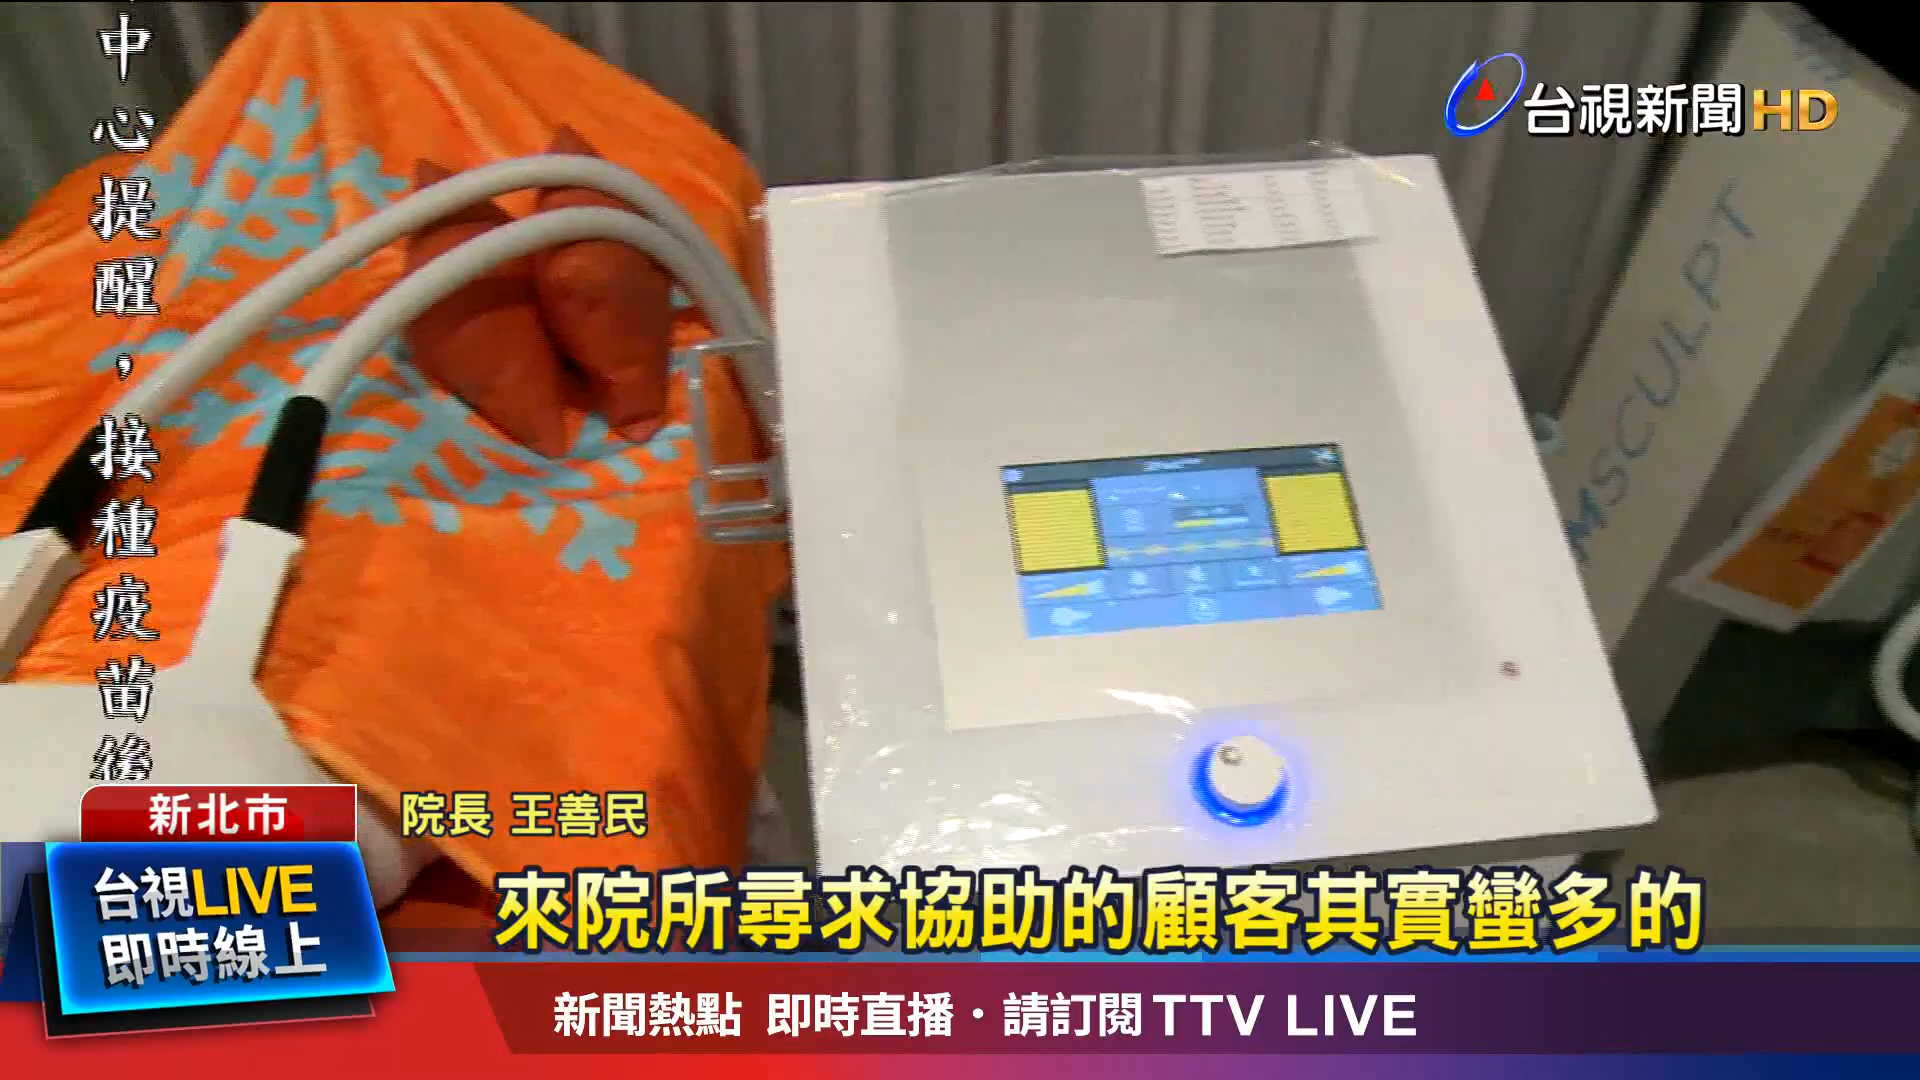 中心提醒，接種疫苗後
台視新聞HD
MSCULPT
新北市
院長 王善民
台視LIVE
即時線上
來院所尋求協助的顧客其實蠻多的
新聞熱點 即時直播·請訂閱TTV LIVE